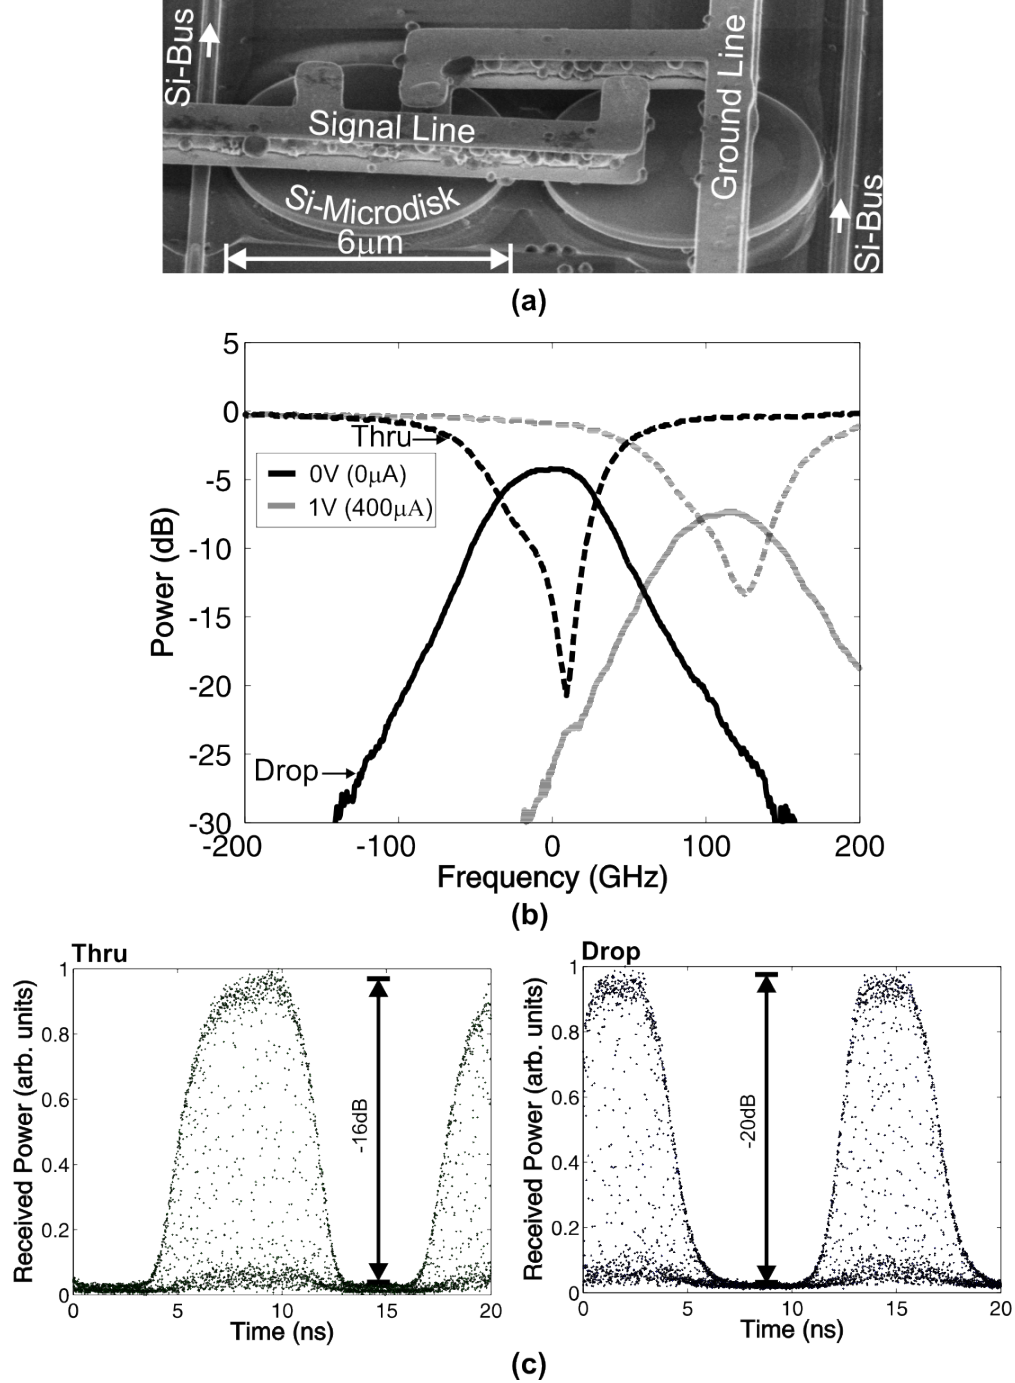 Si-Bus
Signal Line
Ground Line
Si-Microdisk
6μm
Si-Bus
(a)
5
0
-5
-10
-15
-20
-25
-30
Power (dB)
Thru
0V (0μA)
1V (400μA)
Drop
-200
-100
0
100
200
Frequency (GHz)
(b)
Thru
1
0.8
0.6
0.4
0.2
0
Received Power (arb. units)
-16dB
0
5
10
15
20
Time (ns)
Drop
1
0.8
0.6
0.4
0.2
0
Received Power (arb. units)
-20dB
0
5
10
15
20
Time (ns)
(c)